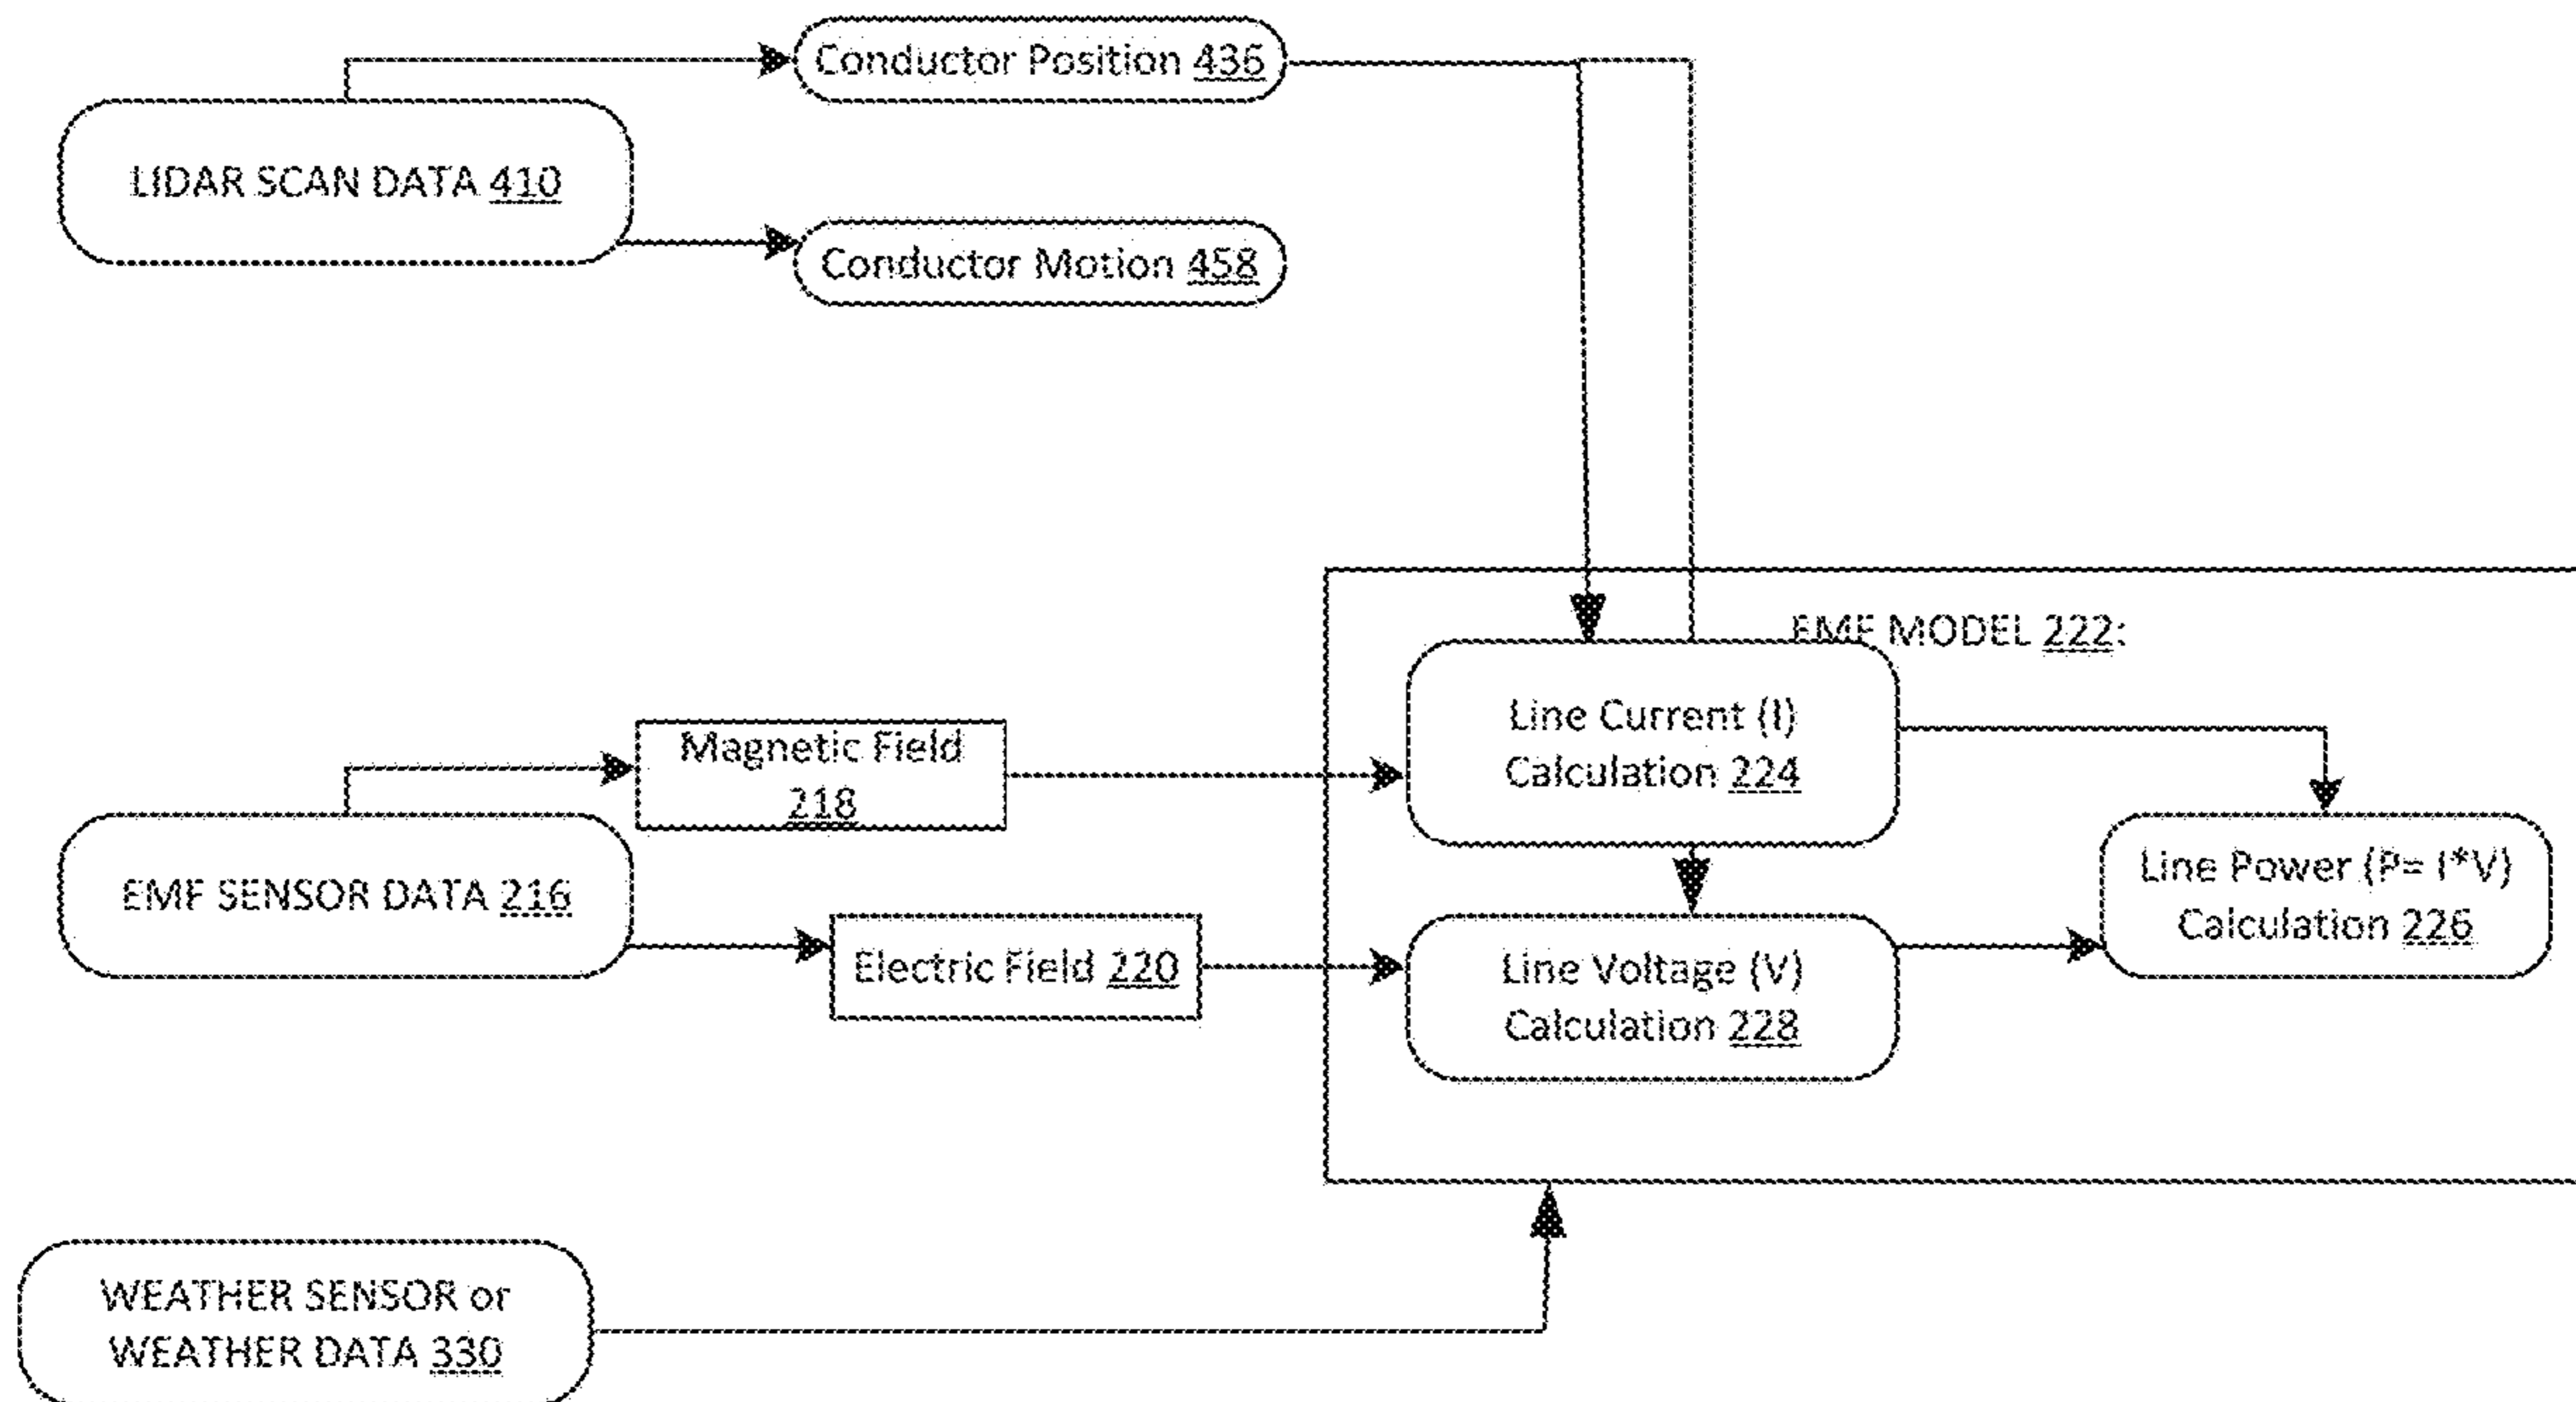 Conductor Position 436
LIDAR SCAN DATA 410
Conductor Motion 458
EMF MODEL 222:
Line Current (I)
Calculation 224
Magnetic Field
218
EMF SENSOR DATA 216
Electric Field 220
Line Voltage (V)
Calculation 228
Line Power (P= I*V)
Calculation 226
WEATHER SENSOR or
WEATHER DATA 330